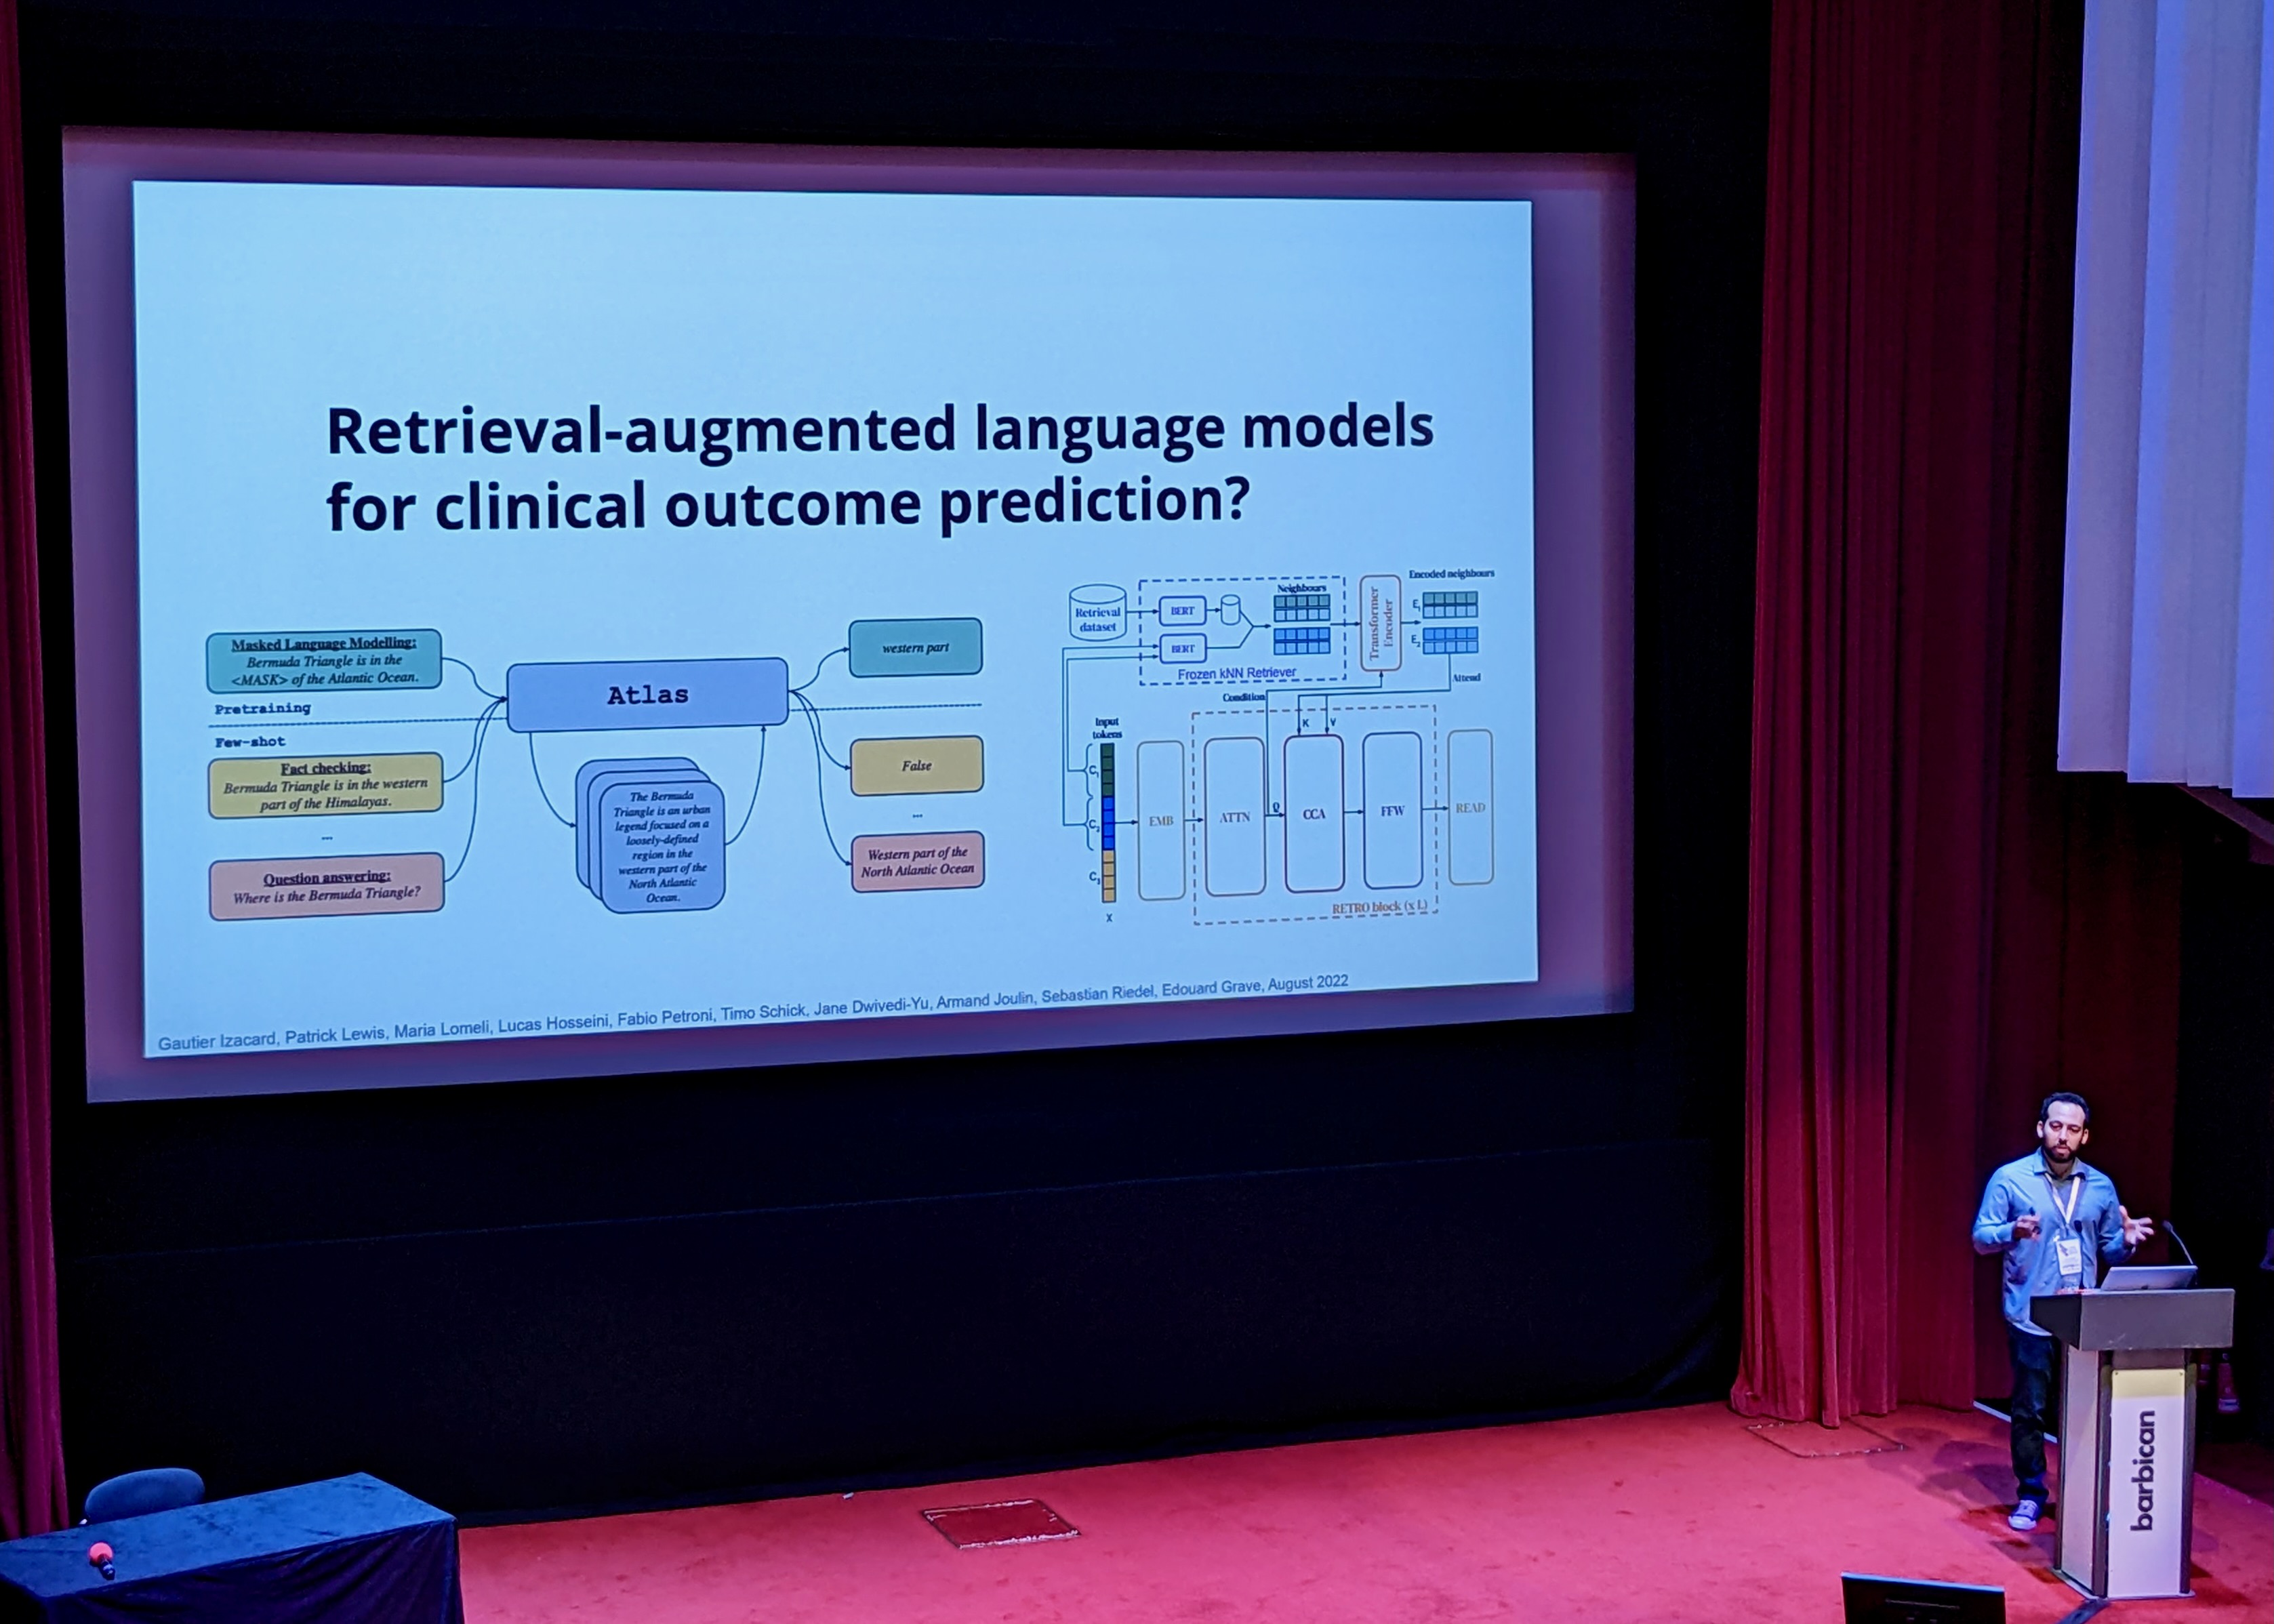 Retrieval-augmented language models
for clinical outcome prediction?
Masked Language Modelling:
Bermuda Triangle is in the
<MASK> of the Atlantic Ocean.
Pretraining
Few-shot
Fact checking:
Bermuda Triangle is in the western
part of the Himalayas.
...
Question answering:
Where is the Bermuda Triangle?
Atlas
The Bermuda
Triangle is an urban
legend focused on a
loosely-defined
region in the
western part of the
North Atlantic
Ocean.
western part
False
...
Western part of the
North Atlantic Ocean
Retrieval
dataset
BERT
BERT
Neighbours
Frozen kNN Retriever
Transformer
Encoder
Encoded neighbours
E1
E2
Condition
Attend
Input
tokens
K
V
C1
C2
C3
X
EMB
ATTN
Q
CCA
FFW
READ
RETRO block (x L)
Gautier Izacard, Patrick Lewis, Maria Lomeli, Lucas Hosseini, Fabio Petroni, Timo Schick, Jane Dwivedi-Yu, Armand Joulin, Sebastian Riedel, Edouard Grave, August 2022
barbican